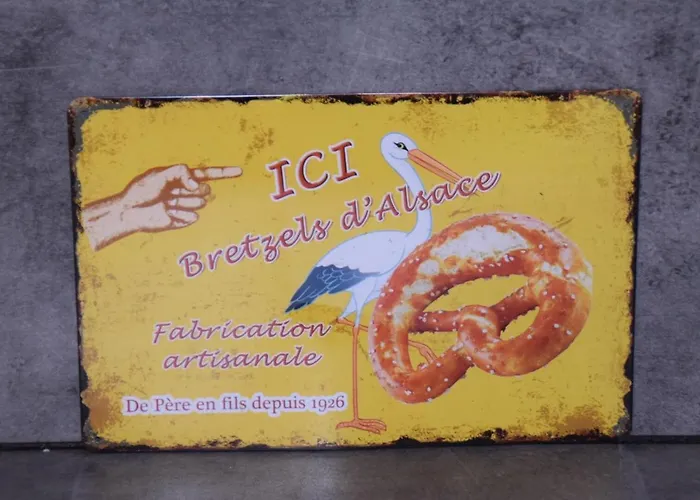 ICI
Bretzels d'Alsace
Fabrication
artisanale
De Père en fils depuis 1926